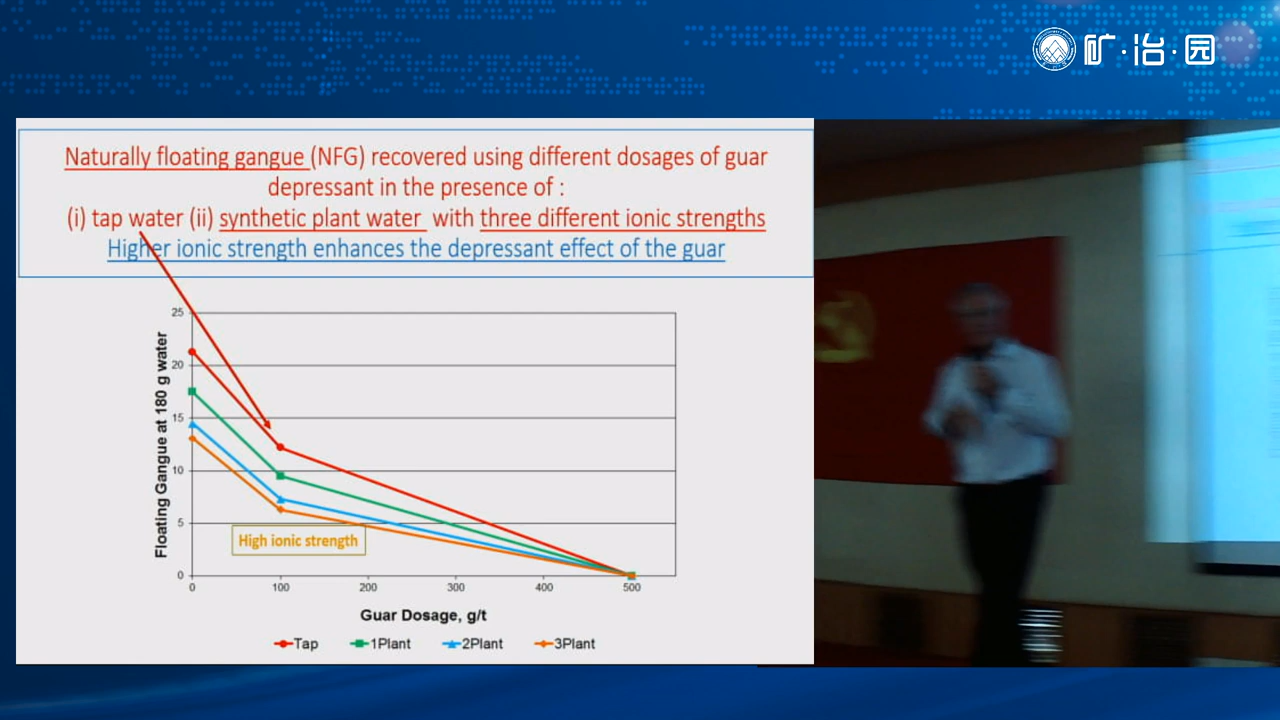 矿·冶·园
Naturally floating gangue (NFG) recovered using different dosages of guar
depressant in the presence of :
(i) tap water (ii) synthetic plant water with three different ionic strengths
Higher ionic strength enhances the depressant effect of the guar
Floating Gangue at 180 g water
25
20
15
10
5
0
High ionic strength
0 100 200 300 400 500
Guar Dosage, g/t
Tap 1Plant 2Plant 3Plant